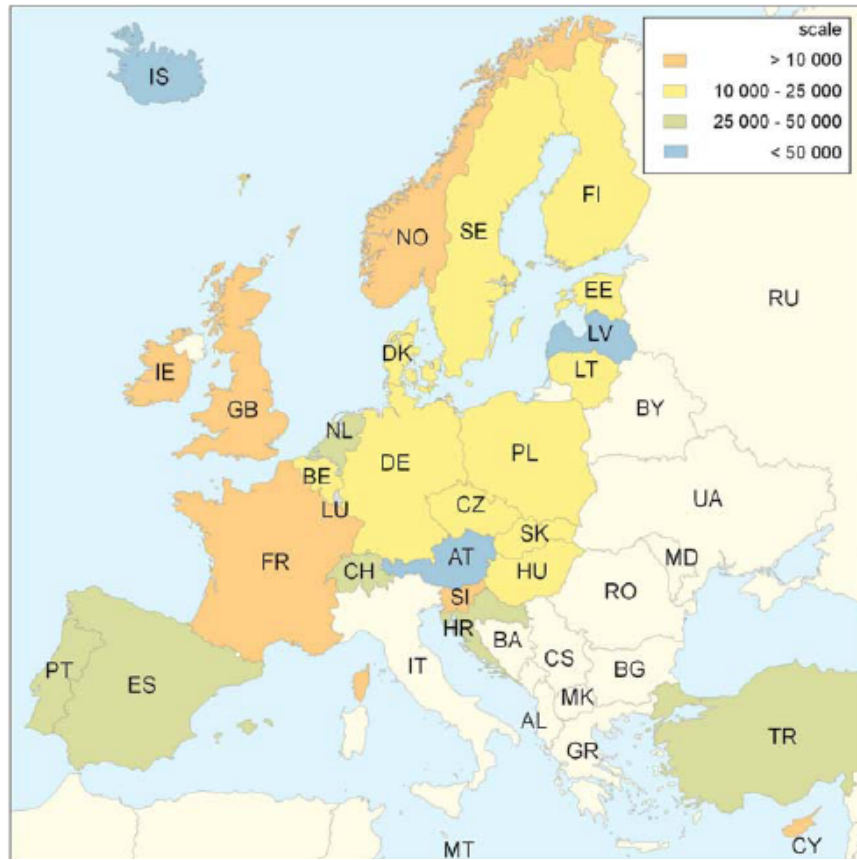 scale
> 10 000
10 000 - 25 000
25 000 - 50 000
< 50 000
IS
FI
NO
SE
RU
EE
LV
DK
LT
IE
BY
GB
NL
DE
PL
BE
CZ
UA
LU
SK
AT
MD
FR
CH
HU
SI
RO
HR
BA
PT
IT
CS
BG
ES
MK
AL
TR
GR
CY
MT